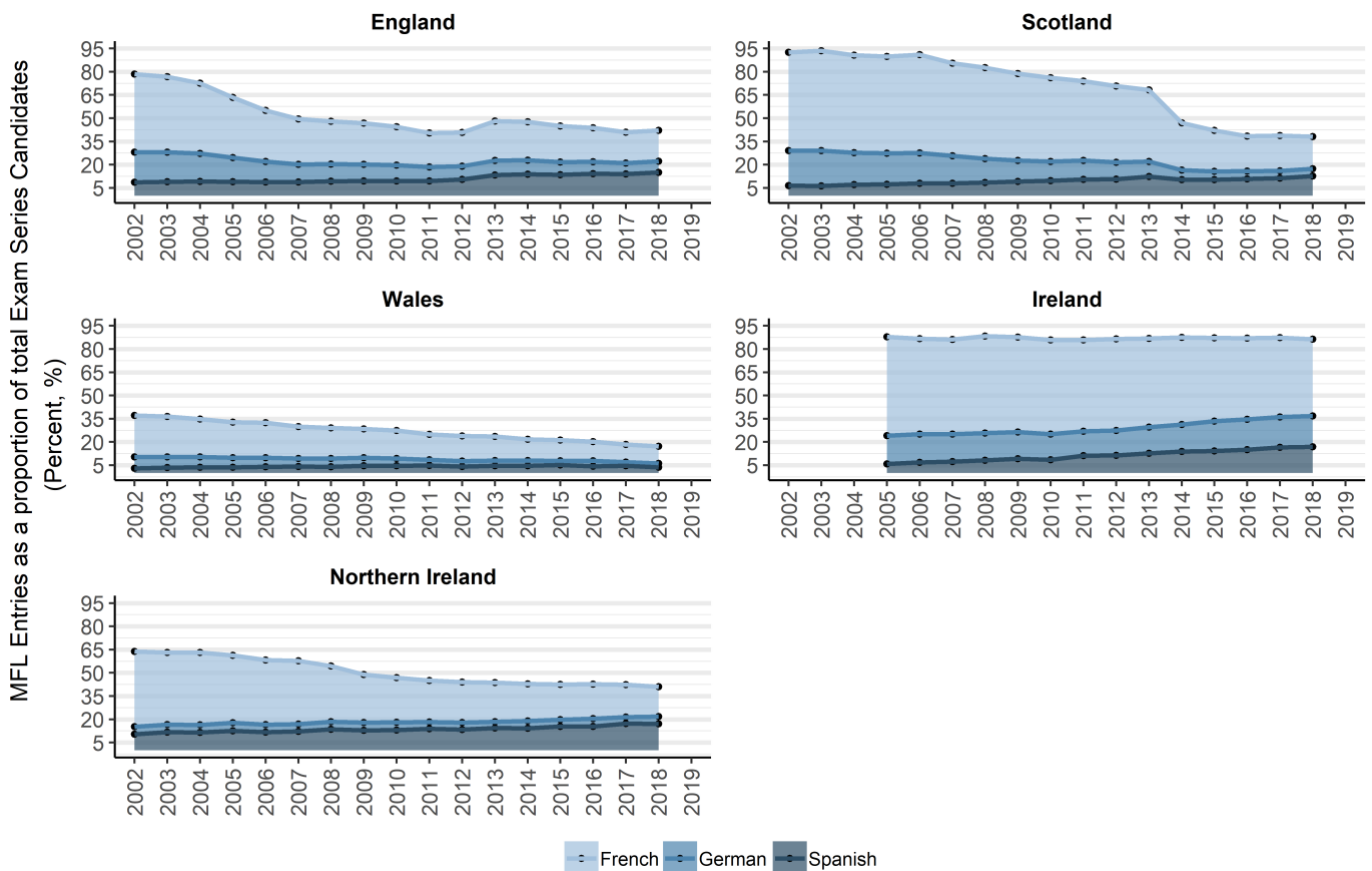 MFL Entries as a proportion of total Exam Series Candidates
(Percent, %)
England
95
80
65
50
35
20
5
2002 2003 2004 2005 2006 2007 2008 2009 2010 2011 2012 2013 2014 2015 2016 2017 2018 2019
Scotland
95
80
65
50
35
20
5
2002 2003 2004 2005 2006 2007 2008 2009 2010 2011 2012 2013 2014 2015 2016 2017 2018 2019
Wales
95
80
65
50
35
20
5
2002 2003 2004 2005 2006 2007 2008 2009 2010 2011 2012 2013 2014 2015 2016 2017 2018 2019
Ireland
95
80
65
50
35
20
5
2002 2003 2004 2005 2006 2007 2008 2009 2010 2011 2012 2013 2014 2015 2016 2017 2018 2019
Northern Ireland
95
80
65
50
35
20
5
2002 2003 2004 2005 2006 2007 2008 2009 2010 2011 2012 2013 2014 2015 2016 2017 2018 2019
French German Spanish